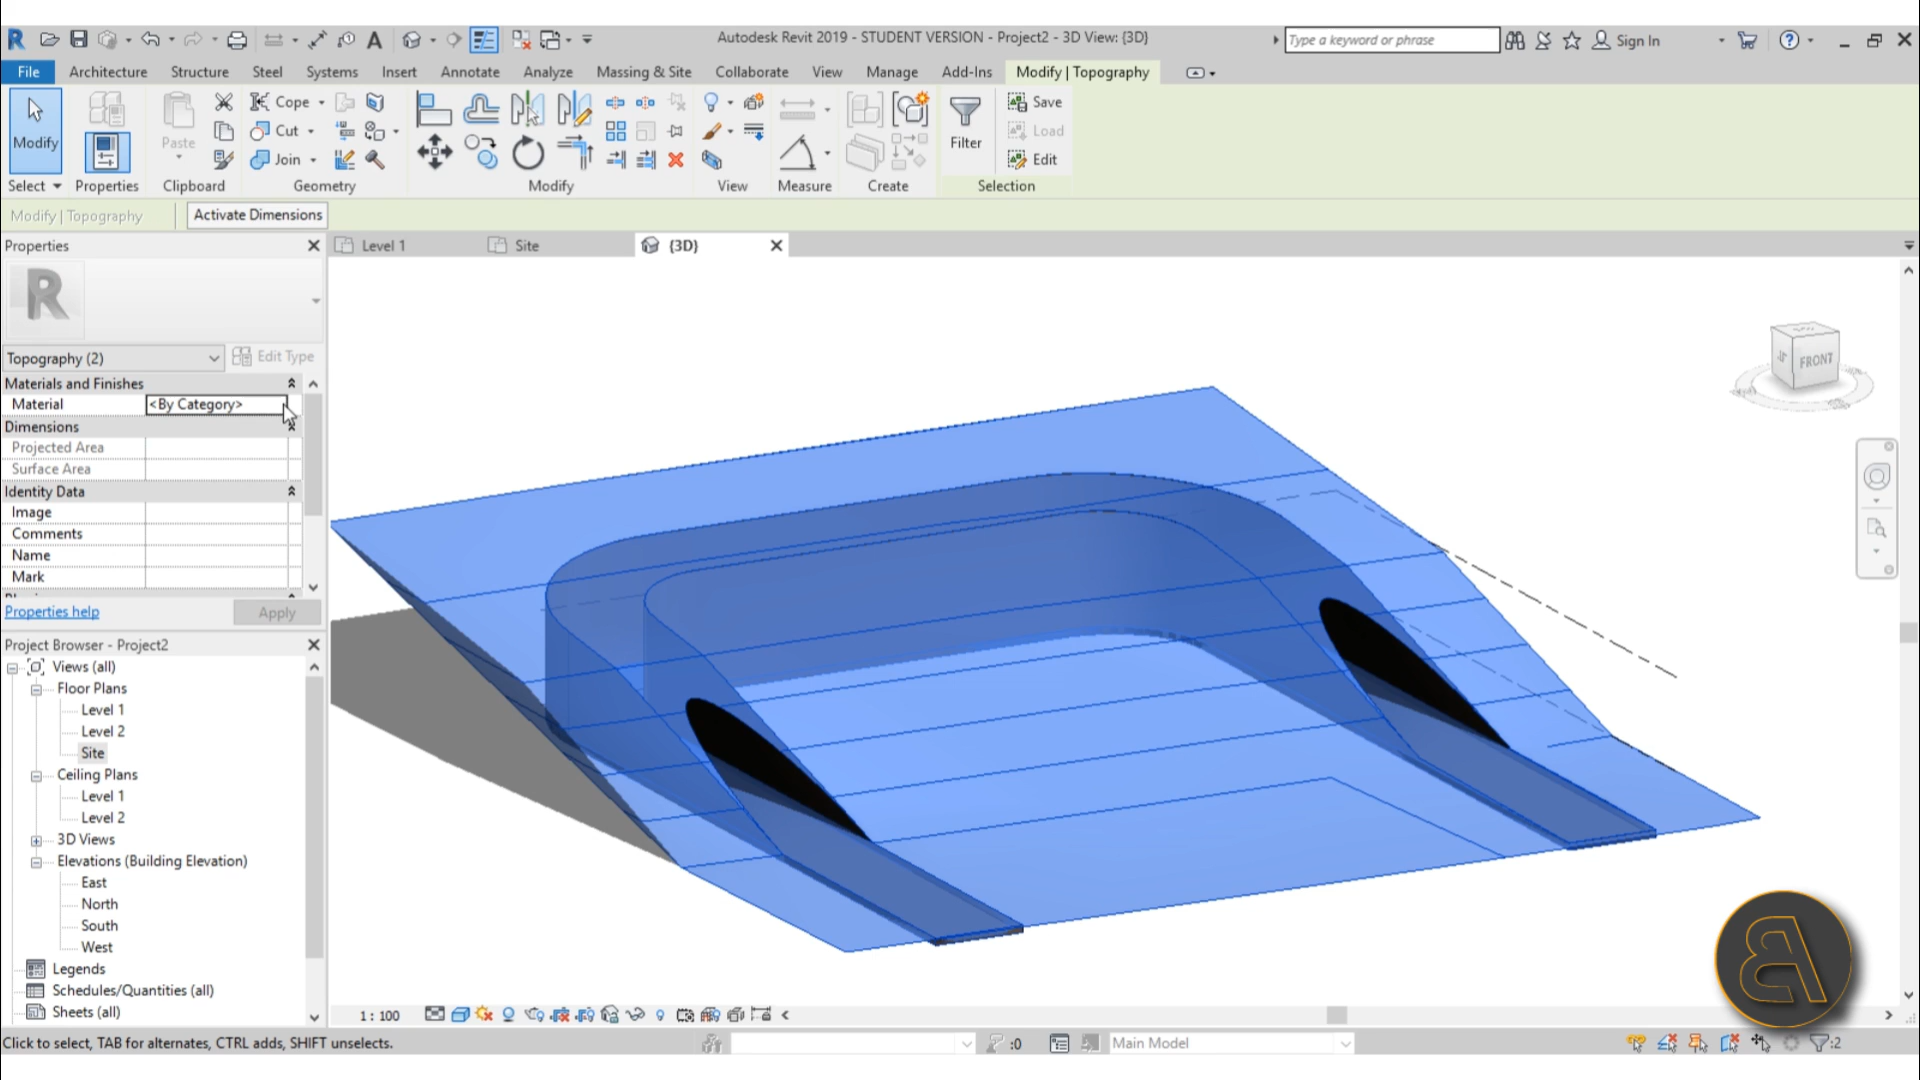 Autodesk Revit 2019 - STUDENT VERSION - Project2 - 3D View: {3D}
Type a keyword or phrase
Sign In
File Architecture Structure Steel Systems Insert Annotate Analyze Massing & Site Collaborate View Manage Add-Ins Modify | Topography
Modify
Paste
Cope
Cut
Join
Filter
Save
Load
Edit
Select Properties Clipboard Geometry Modify View Measure Create Selection
Modify | Topography Activate Dimensions
Properties
Level 1 Site {3D}
Topography (2) Edit Type
Materials and Finishes
Material <By Category>
Dimensions
Projected Area
Surface Area
Identity Data
Image
Comments
Name
Mark
Properties help Apply
Project Browser - Project2
Views (all)
Floor Plans
Level 1
Level 2
Site
Ceiling Plans
Level 1
Level 2
3D Views
Elevations (Building Elevation)
East
North
South
West
Legends
Schedules/Quantities (all)
Sheets (all)
FRONT
1 : 100
Click to select, TAB for alternates, CTRL adds, SHIFT unselects.
:0
Main Model
:2